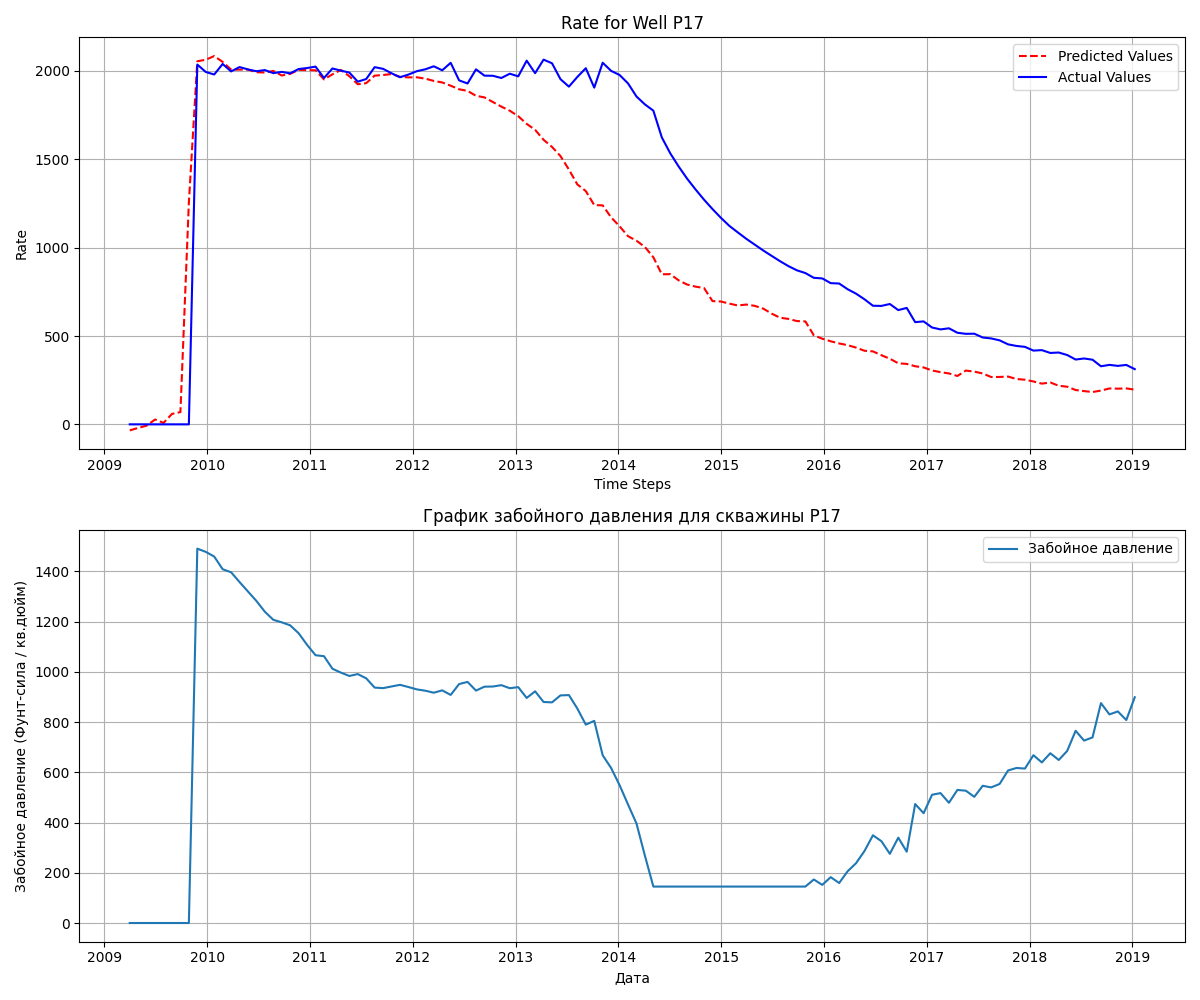 Rate for Well P17
Predicted Values
Actual Values
Rate
2000
1500
1000
500
0
2009 2010 2011 2012 2013 2014 2015 2016 2017 2018 2019
Time Steps
График забойного давления для скважины P17
Забойное давление
Забойное давление (Фунт-сила / кв.дюйм)
1400
1200
1000
800
600
400
200
0
2009 2010 2011 2012 2013 2014 2015 2016 2017 2018 2019
Дата